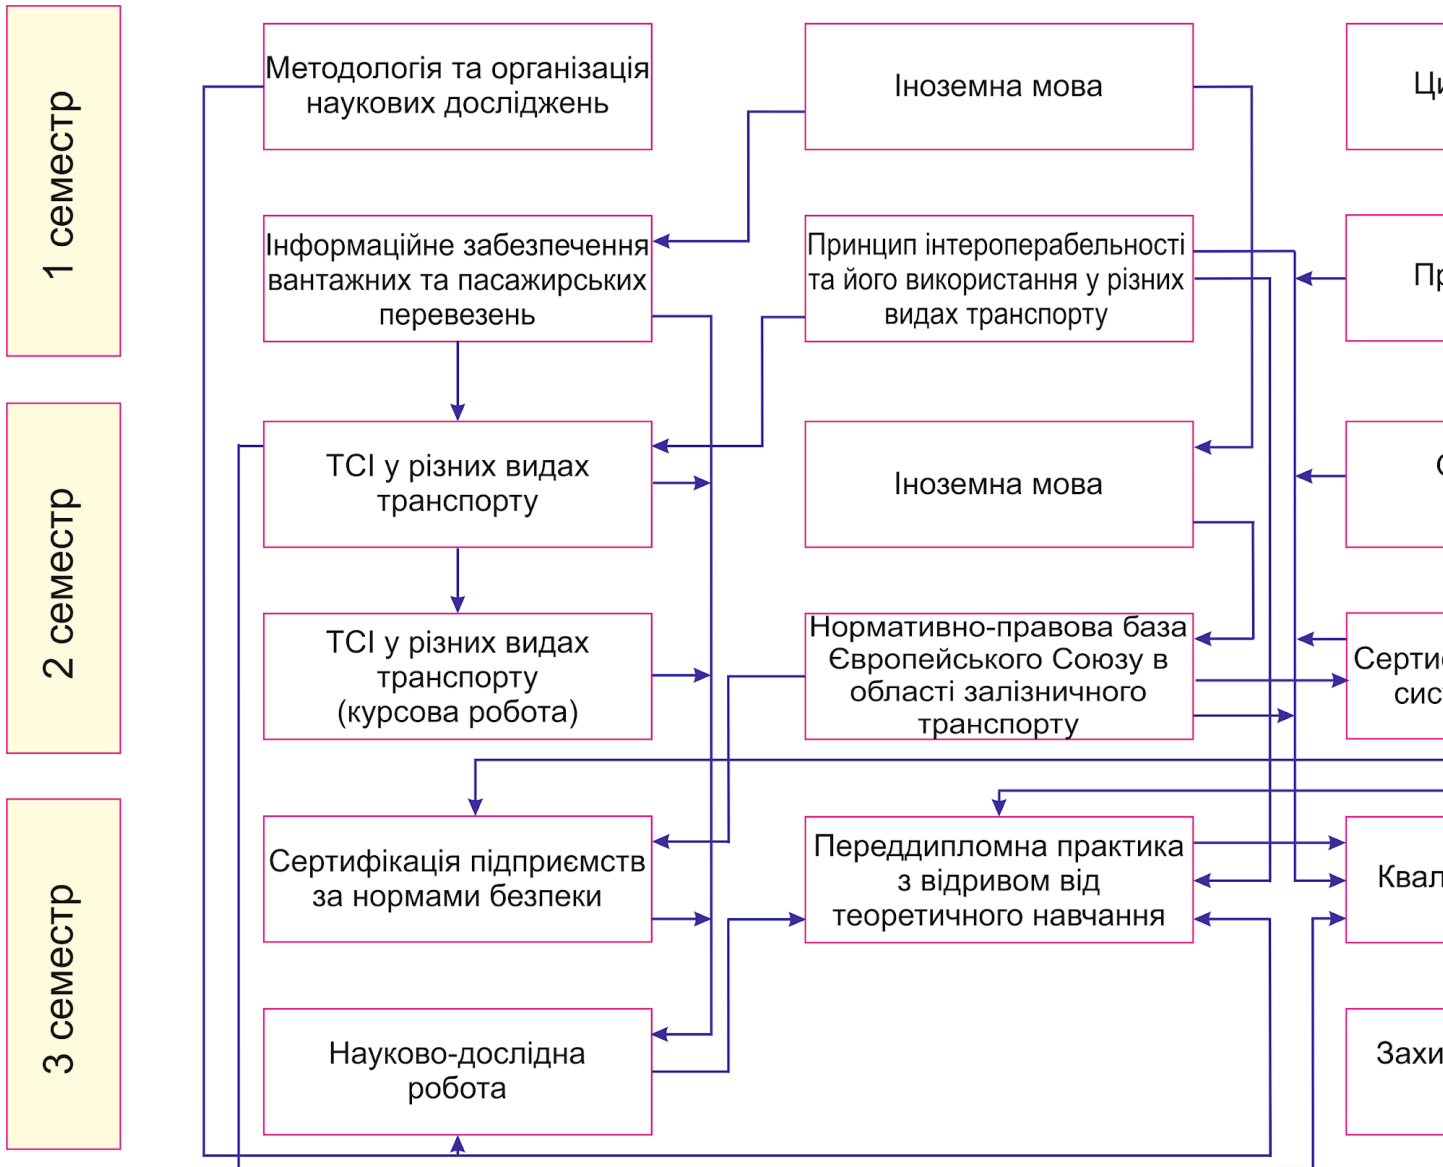 1 семестр
Методологія та організація
наукових досліджень
Іноземна мова
Інформаційне забезпечення
вантажних та пасажирських
перевезень
Принцип інтероперабельності
та його використання у різних
видах транспорту
2 семестр
ТСІ у різних видах
транспорту
Іноземна мова
ТСІ у різних видах
транспорту
(курсова робота)
Нормативно-правова база
Європейського Союзу в
області залізничного
транспорту
3 семестр
Сертифікація підприємств
за нормами безпеки
Переддипломна практика
з відривом від
теоретичного навчання
Науково-дослідна
робота